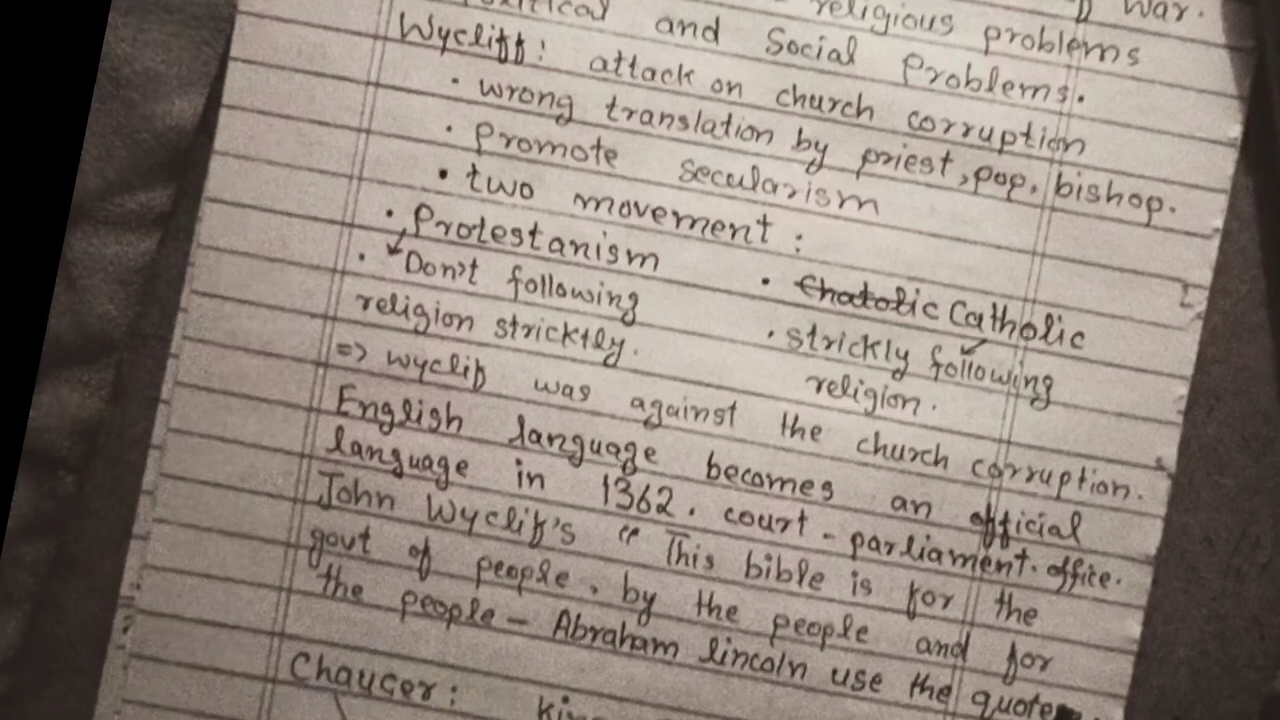 religious problems
and Social Problems.
Wycliff: attack on church corruption
• wrong translation by priest, pop, bishop.
• Promote secularism
• two movement :
• Protestanism • Catholic
• Don't following • strickly following
religion stricktly. religion.
=> wyclif was against the church corruption.
English language becomes an official
language in 1362. court - parliament. office.
John Wyclif's " This bible is for the
govt of people, by the people and for
the people - Abraham lincoln use the quote
Chaucer :